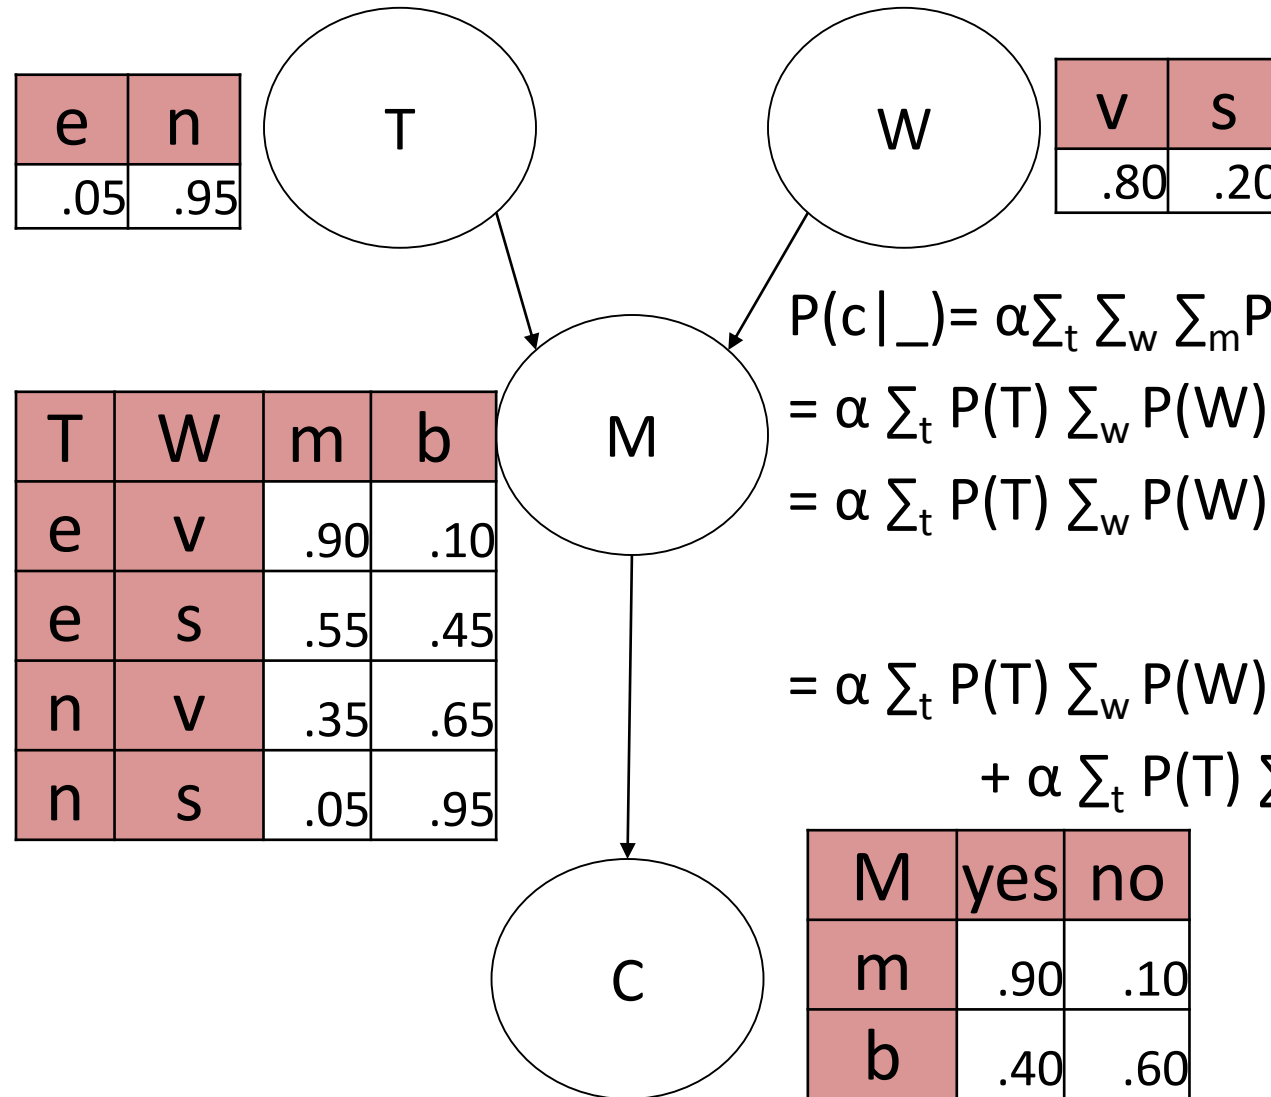 e n
.05 .95
T
W
v s
.80 .20
P(c|_)= α∑t ∑w ∑mP
= α ∑t P(T) ∑w P(W)
= α ∑t P(T) ∑w P(W)
= α ∑t P(T) ∑w P(W)
+ α ∑t P(T) ∑
T W m b
e v .90 .10
e s .55 .45
n v .35 .65
n s .05 .95
M
C
M yes no
m .90 .10
b .40 .60